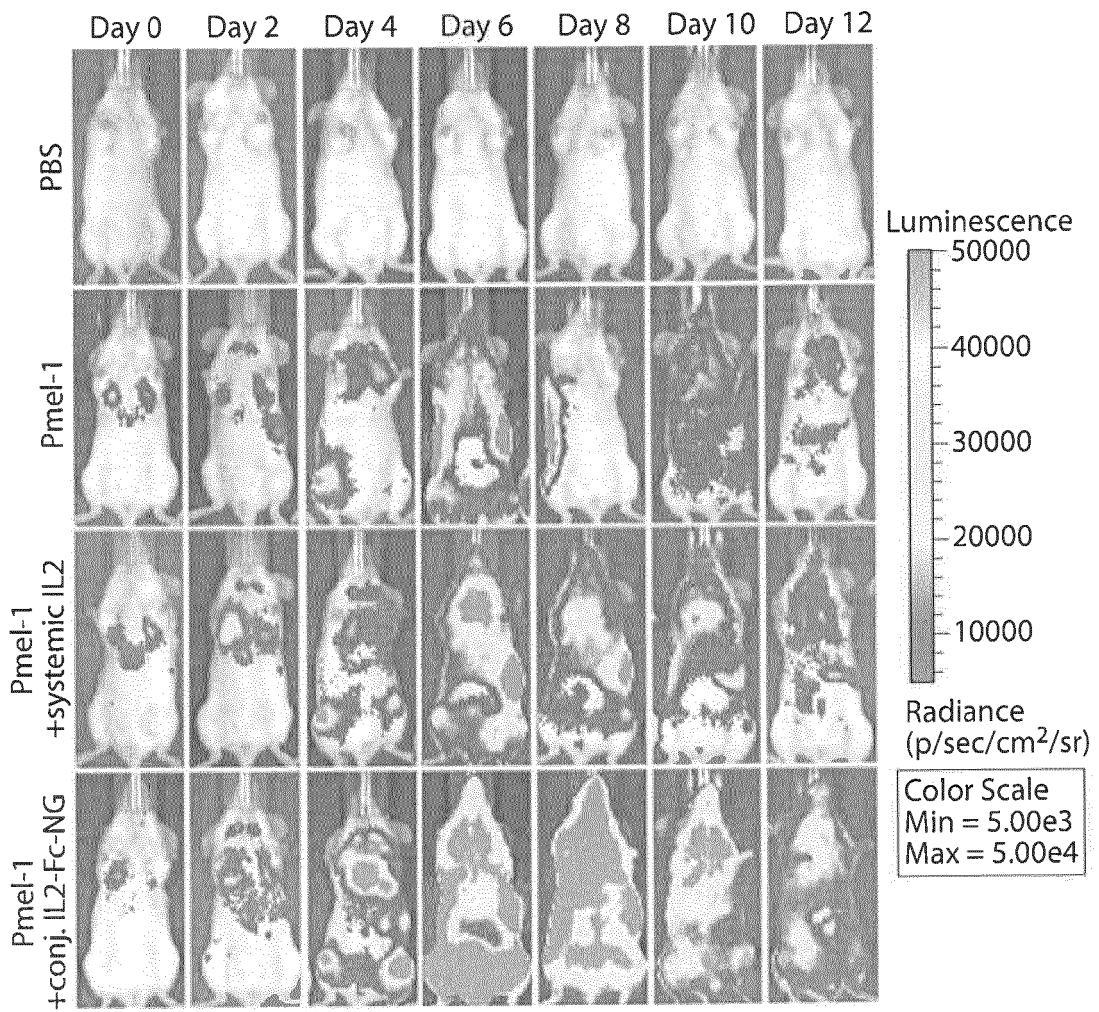 Day 0 Day 2 Day 4 Day 6 Day 8 Day 10 Day 12
PBS
Pmel-1
Pmel-1
+systemic IL2
Pmel-1
+conj. IL2-Fc-NG
Luminescence
50000
40000
30000
20000
10000
Radiance
(p/sec/cm²/sr)
Color Scale
Min = 5.00e3
Max = 5.00e4